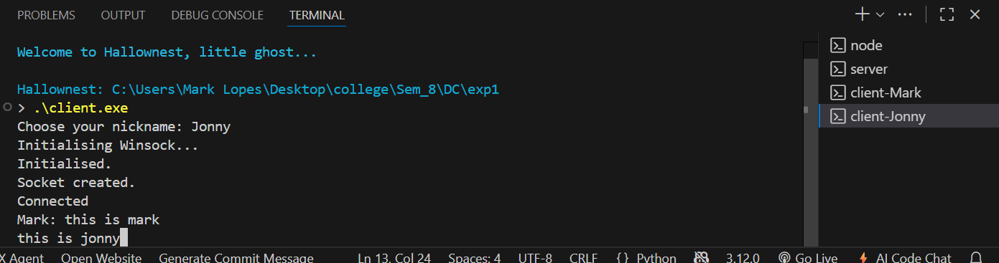 PROBLEMS OUTPUT DEBUG CONSOLE TERMINAL
Welcome to Hallownest, little ghost...
Hallownest: C:\Users\Mark Lopes\Desktop\college\Sem_8\DC\exp1
> .\client.exe
Choose your nickname: Jonny
Initialising Winsock...
Initialised.
Socket created.
Connected
Mark: this is mark
this is jonny
node
server
client-Mark
client-Jonny
X Agent Open Website Generate Commit Message Ln 13, Col 24 Spaces: 4 UTF-8 CRLF {} Python 3.12.0 Go Live AI Code Chat